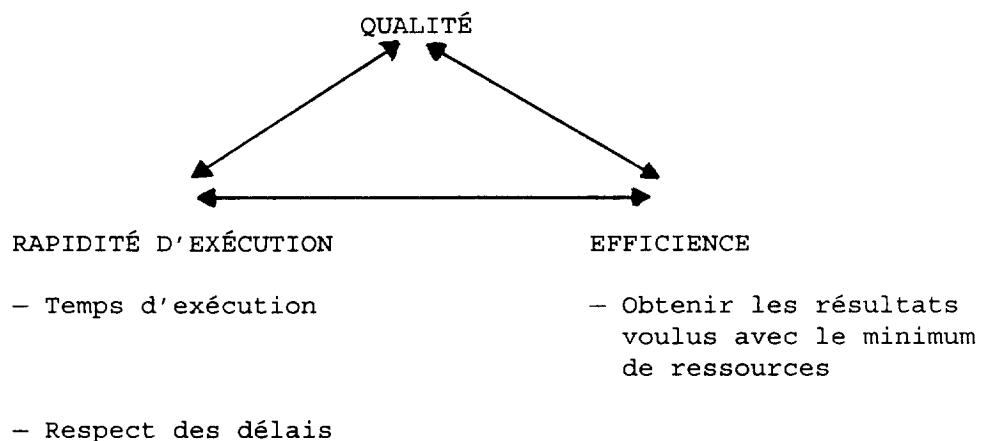 QUALITÉ
RAPIDITÉ D'EXÉCUTION
EFFICIENCE
— Temps d'exécution
— Obtenir les résultats
voulus avec le minimum
de ressources
— Respect des délais